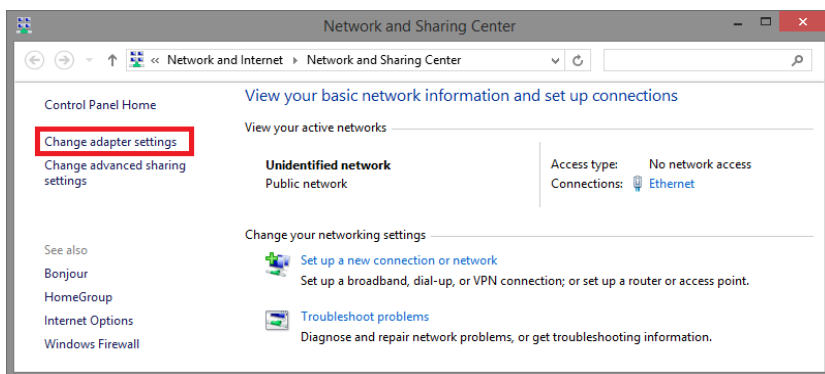 Network and Sharing Center
« Network and Internet ▸ Network and Sharing Center
Control Panel Home
Change adapter settings
Change advanced sharing
settings
See also
Bonjour
HomeGroup
Internet Options
Windows Firewall
View your basic network information and set up connections
View your active networks
Unidentified network
Public network
Access type: No network access
Connections: Ethernet
Change your networking settings
Set up a new connection or network
Set up a broadband, dial-up, or VPN connection; or set up a router or access point.
Troubleshoot problems
Diagnose and repair network problems, or get troubleshooting information.